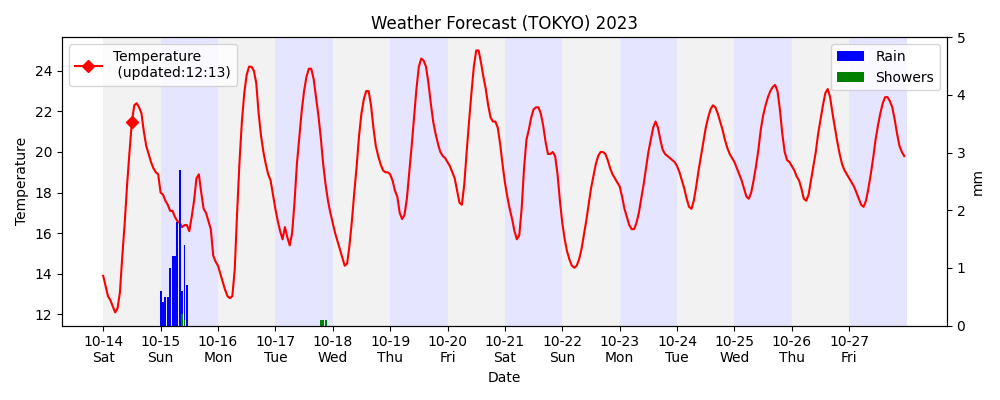 Weather Forecast (TOKYO) 2023
Temperature
(updated:12:13)
Rain
Showers
Temperature
24
22
20
18
16
14
12
5
4
3
2
1
0
mm
10-14 10-15 10-16 10-17 10-18 10-19 10-20 10-21 10-22 10-23 10-24 10-25 10-26 10-27
Sat Sun Mon Tue Wed Thu Fri Sat Sun Mon Tue Wed Thu Fri
Date